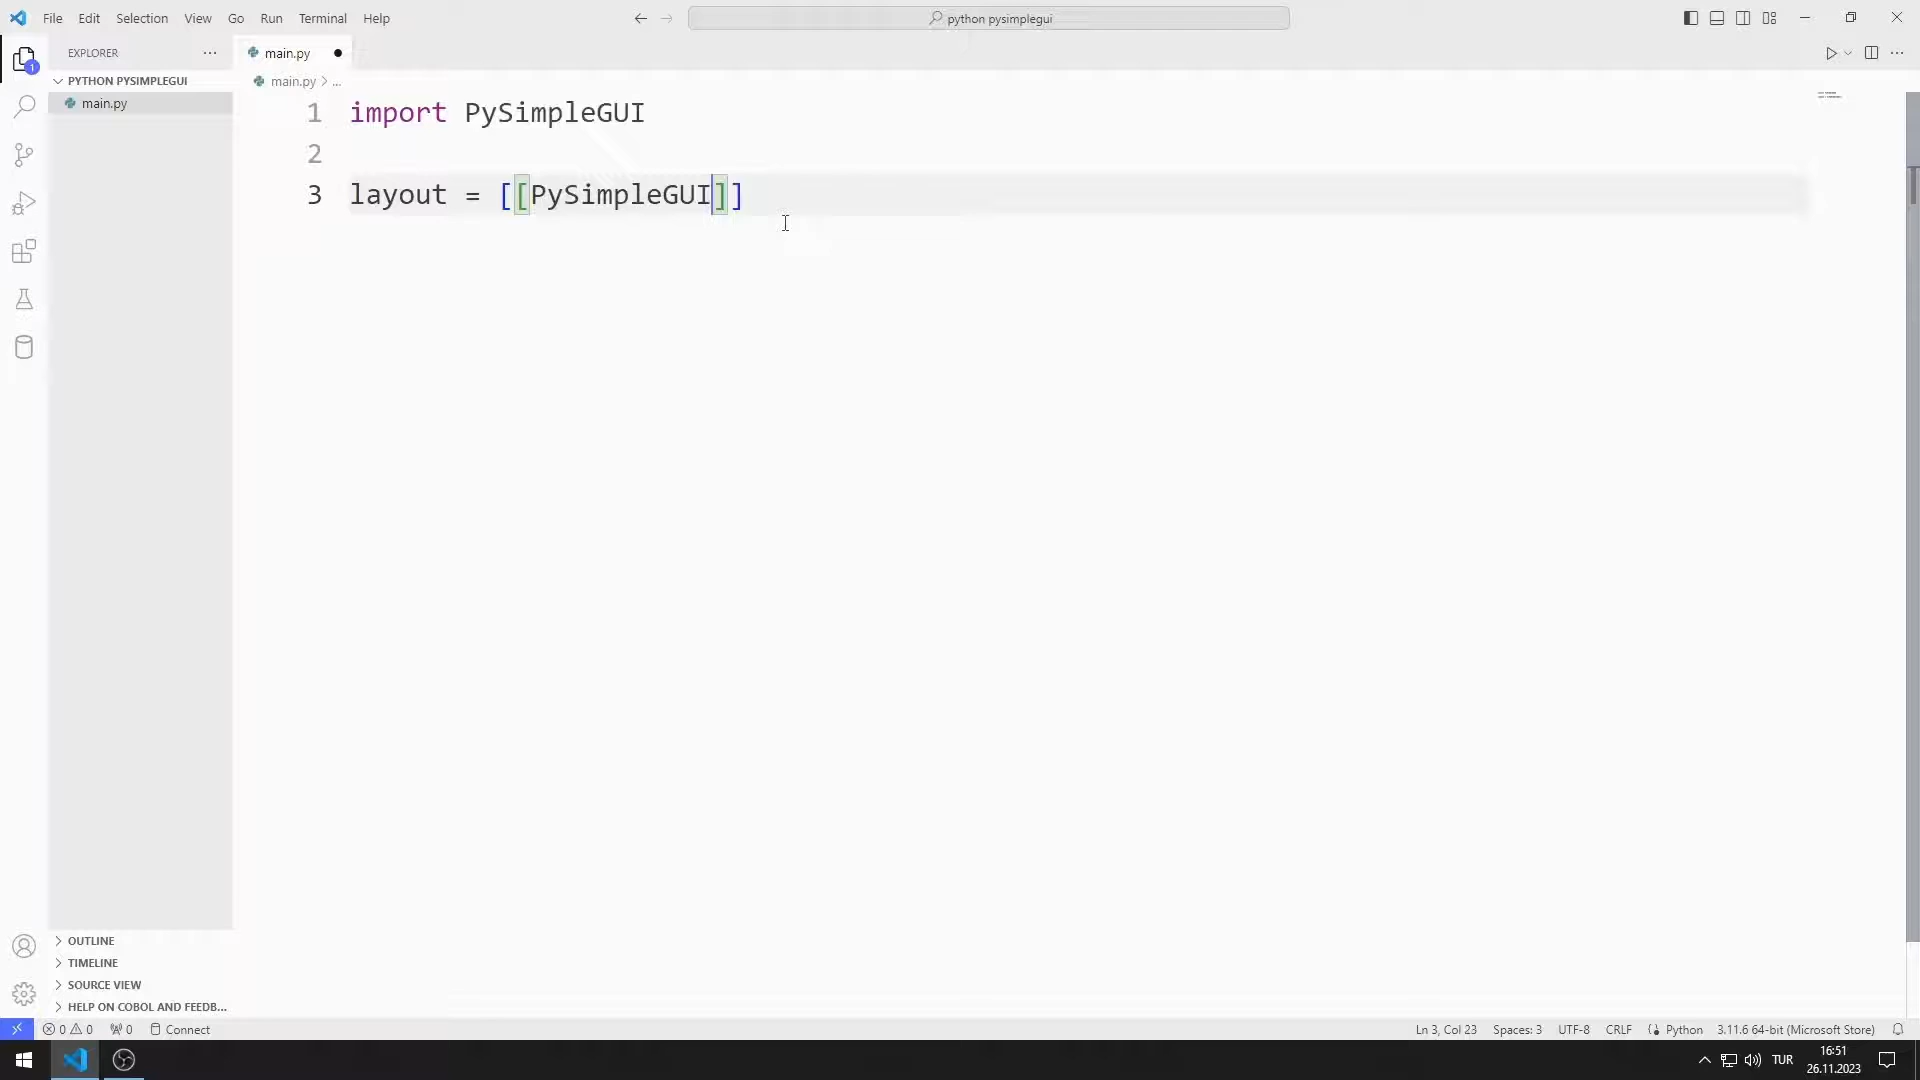 File Edit Selection View Go Run Terminal Help
python pysimplegui
EXPLORER
main.py
1
PYTHON PYSIMPLEGUI
main.py
main.py > ...
1 import PySimpleGUI
2
3 layout = [[PySimpleGUI]]
OUTLINE
TIMELINE
SOURCE VIEW
HELP ON COBOL AND FEEDB...
0 0 0 Connect
Ln 3, Col 23 Spaces: 3 UTF-8 CRLF Python 3.11.6 64-bit (Microsoft Store)
TUR
16:51
26.11.2023